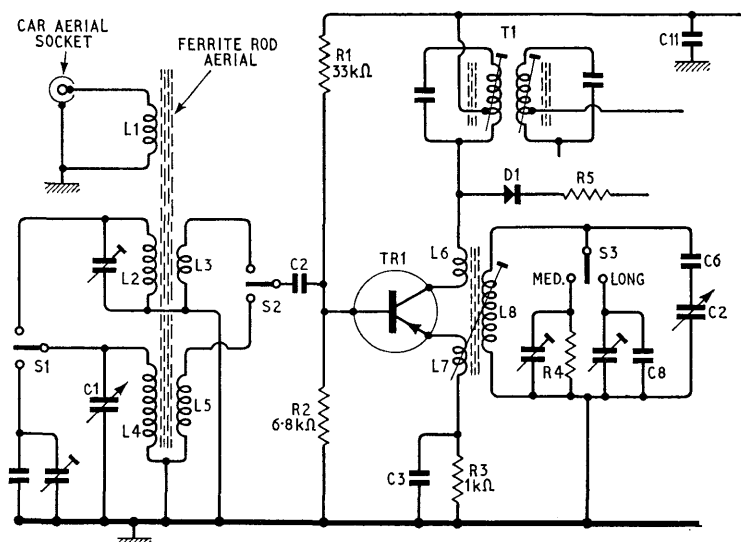 CAR AERIAL
SOCKET
FERRITE ROD
AERIAL
L1
R1
33kΩ
T1
C11
D1
R5
L2
L3
C2
S2
TR1
L6
L8
L7
S3
MED.
LONG
C6
C2
R4
C8
S1
C1
L4
L5
R2
6·8kΩ
C3
R3
1kΩ